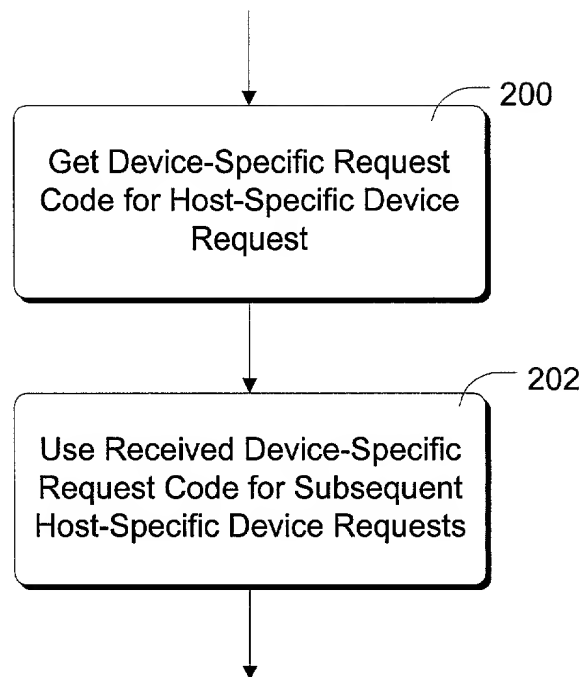 200
Get Device-Specific Request
Code for Host-Specific Device
Request
202
Use Received Device-Specific
Request Code for Subsequent
Host-Specific Device Requests